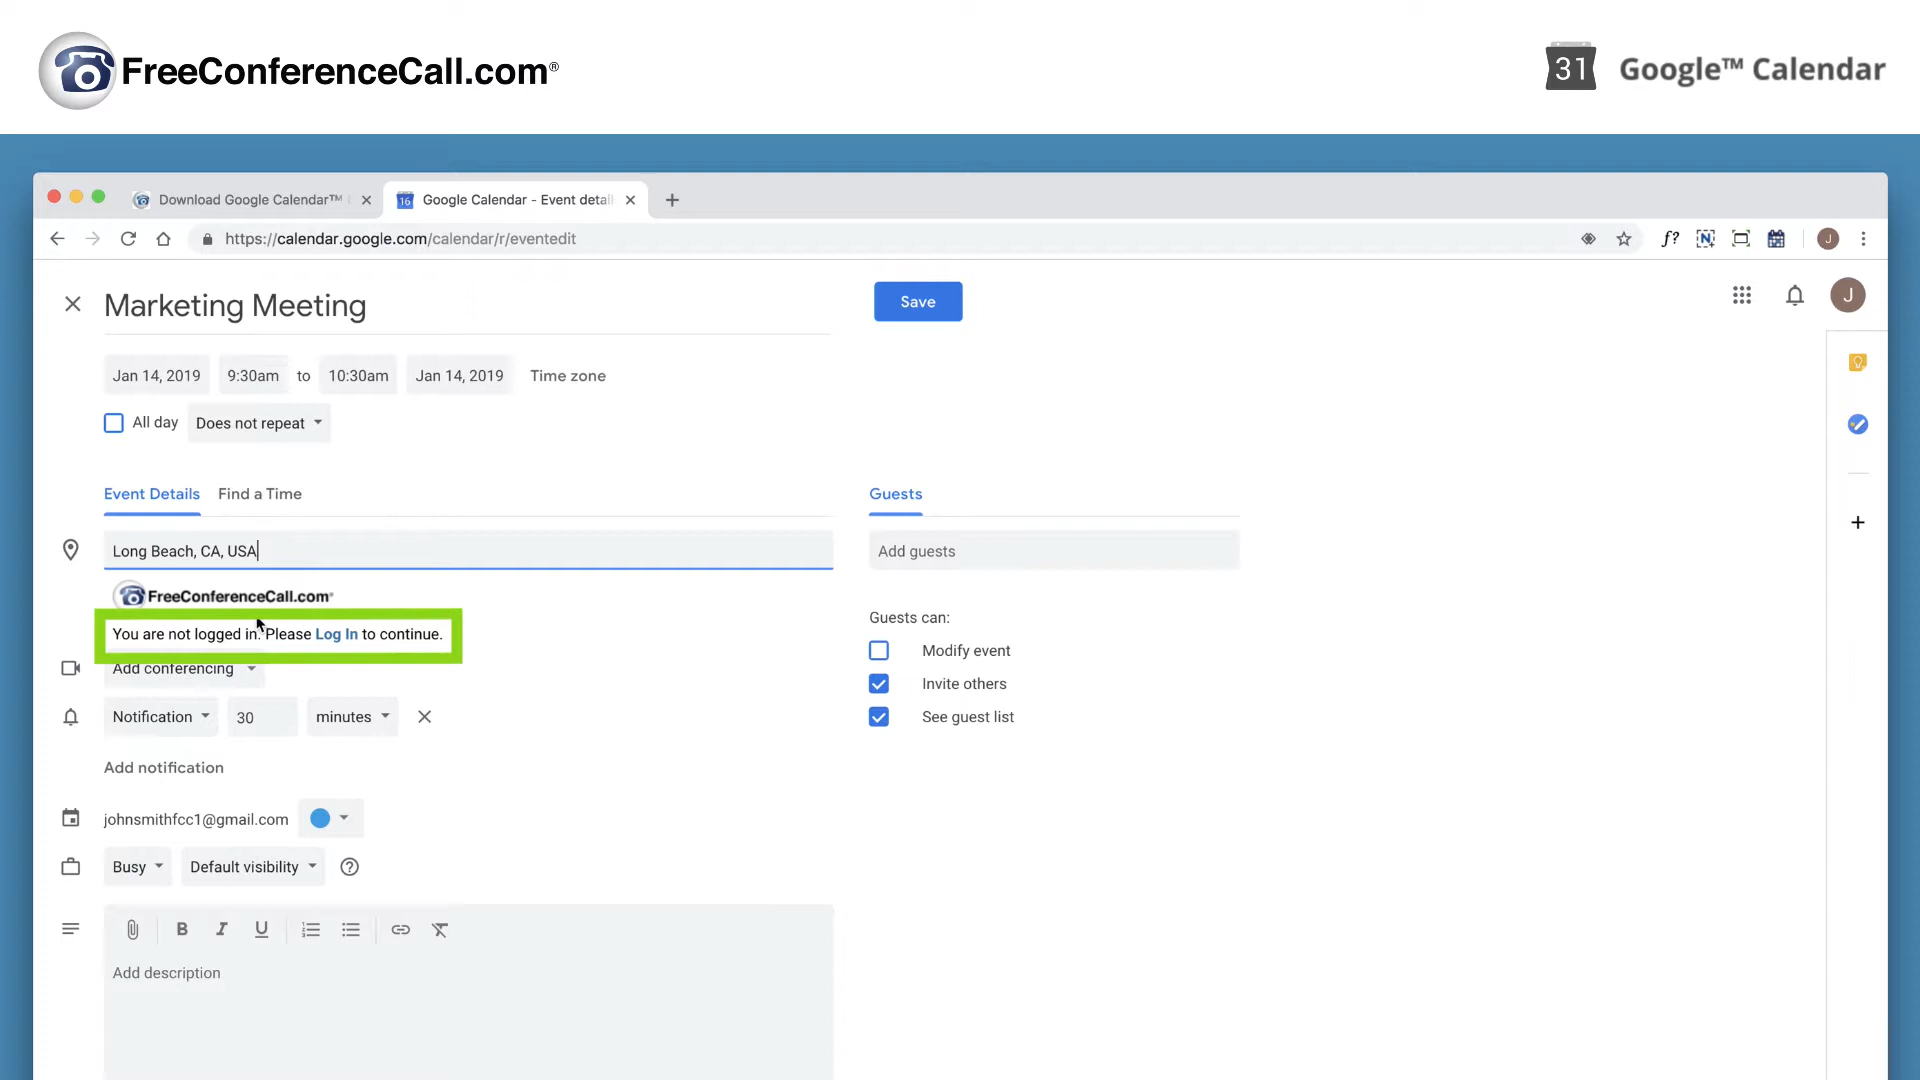 FreeConferenceCall.com®
31 Google™ Calendar
Download Google Calendar™
16 Google Calendar - Event detail
https://calendar.google.com/calendar/r/eventedit
f? N J
Marketing Meeting
Save
J
Jan 14, 2019 9:30am to 10:30am Jan 14, 2019 Time zone
All day Does not repeat
Event Details Find a Time
Guests
Long Beach, CA, USA
Add guests
FreeConferenceCall.com®
You are not logged in. Please Log In to continue.
Guests can:
Add conferencing
Modify event
Invite others
Notification 30 minutes
See guest list
Add notification
johnsmithfcc1@gmail.com
Busy Default visibility ?
B I U
Add description